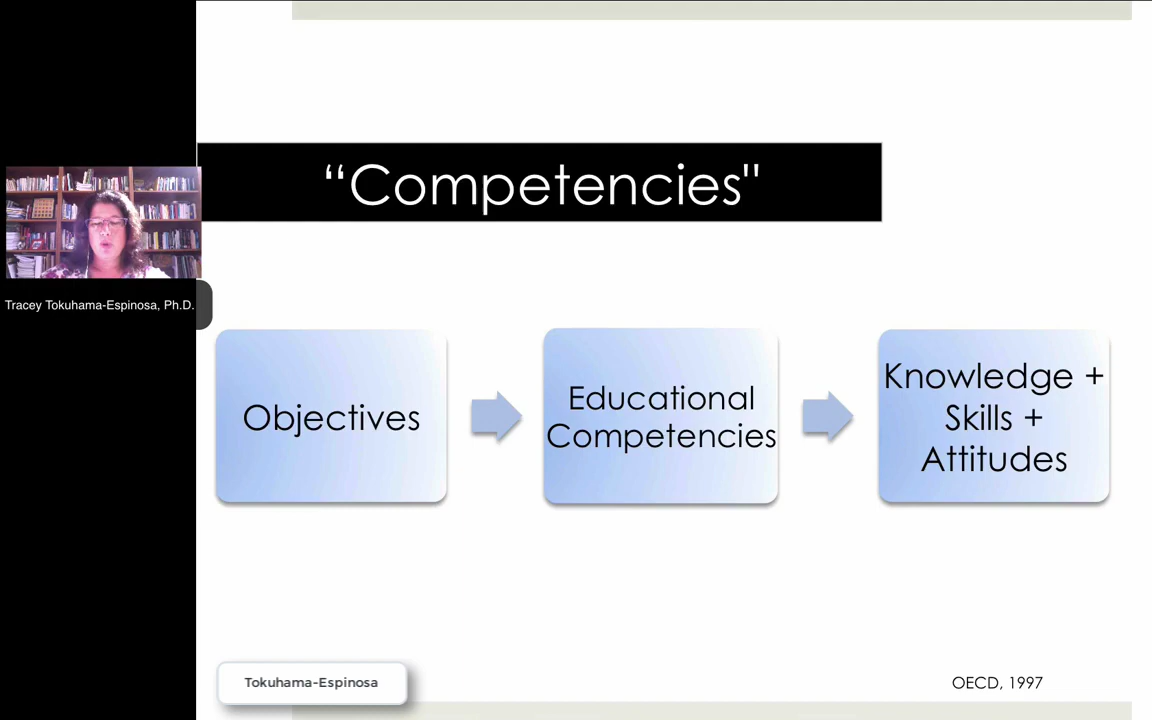 “Competencies"
Tracey Tokuhama-Espinosa, Ph.D.
Objectives
Educational
Competencies
Knowledge +
Skills +
Attitudes
Tokuhama-Espinosa
OECD, 1997